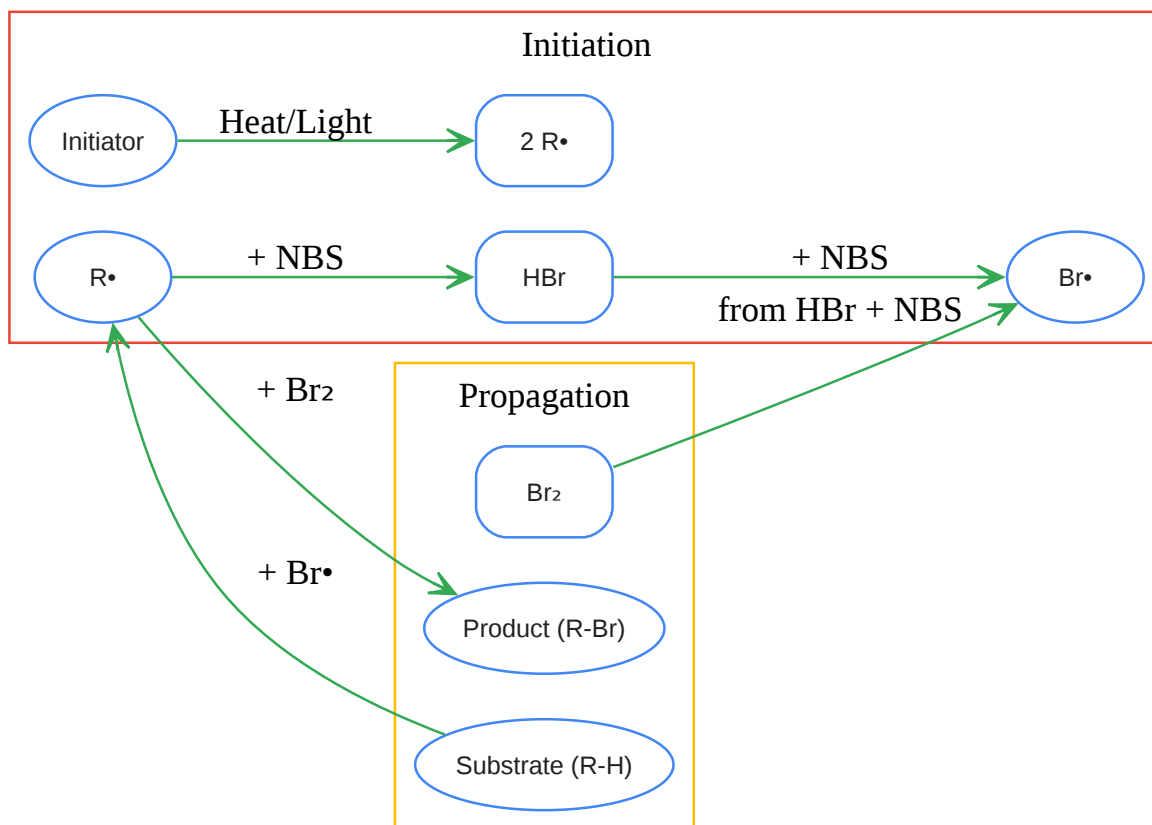 Initiation
Initiator
Heat/Light
2 R•
R•
+ NBS
HBr
+ NBS
Br•
from HBr + NBS
+ Br₂
Propagation
Br₂
+ Br•
Product (R-Br)
Substrate (R-H)